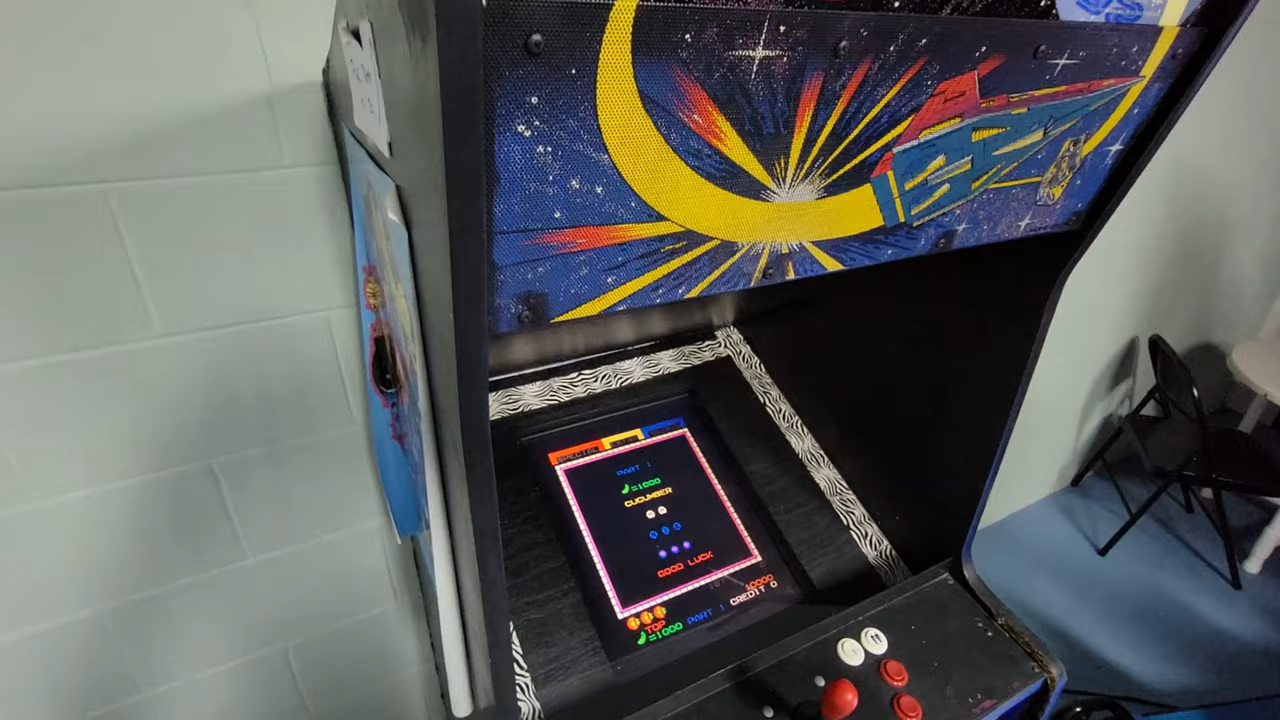 SPECIAL
PART 1
=1000
CUCUMBER
GOOD LUCK
10000
TOP
CREDIT 0
=1000 PART 1